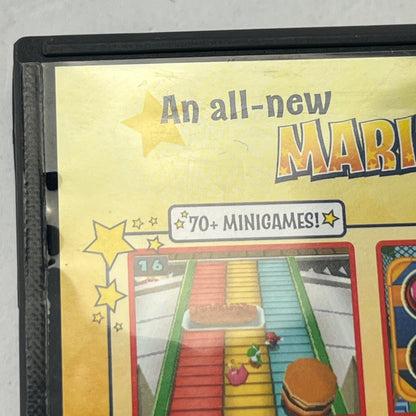 An all-new
MARI
70+ MINIGAMES!
16